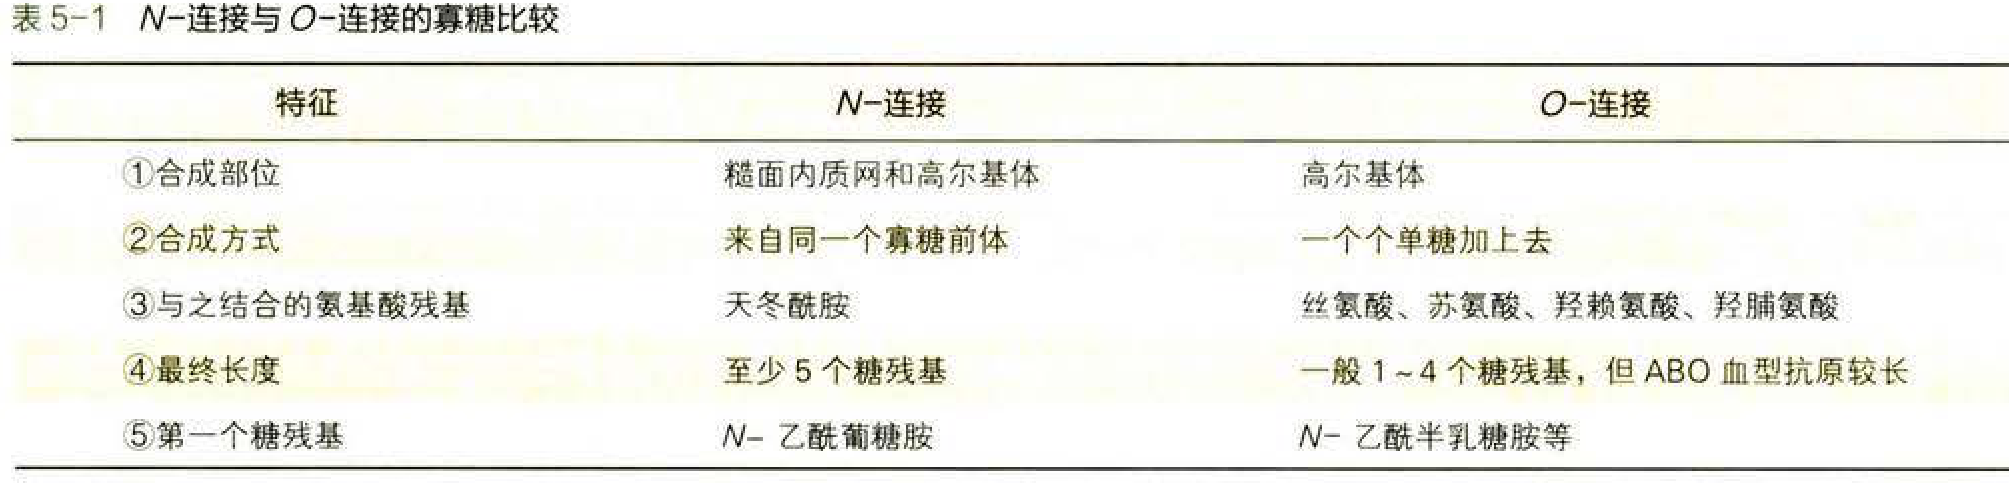 表 5-1 N-连接与 O-连接的寡糖比较
特征 N-连接 O-连接
①合成部位 糙面内质网和高尔基体 高尔基体
②合成方式 来自同一个寡糖前体 一个个单糖加上去
③与之结合的氨基酸残基 天冬酰胺 丝氨酸、苏氨酸、羟赖氨酸、羟脯氨酸
④最终长度 至少 5 个糖残基 一般 1~4 个糖残基，但 ABO 血型抗原较长
⑤第一个糖残基 N- 乙酰葡糖胺 N- 乙酰半乳糖胺等